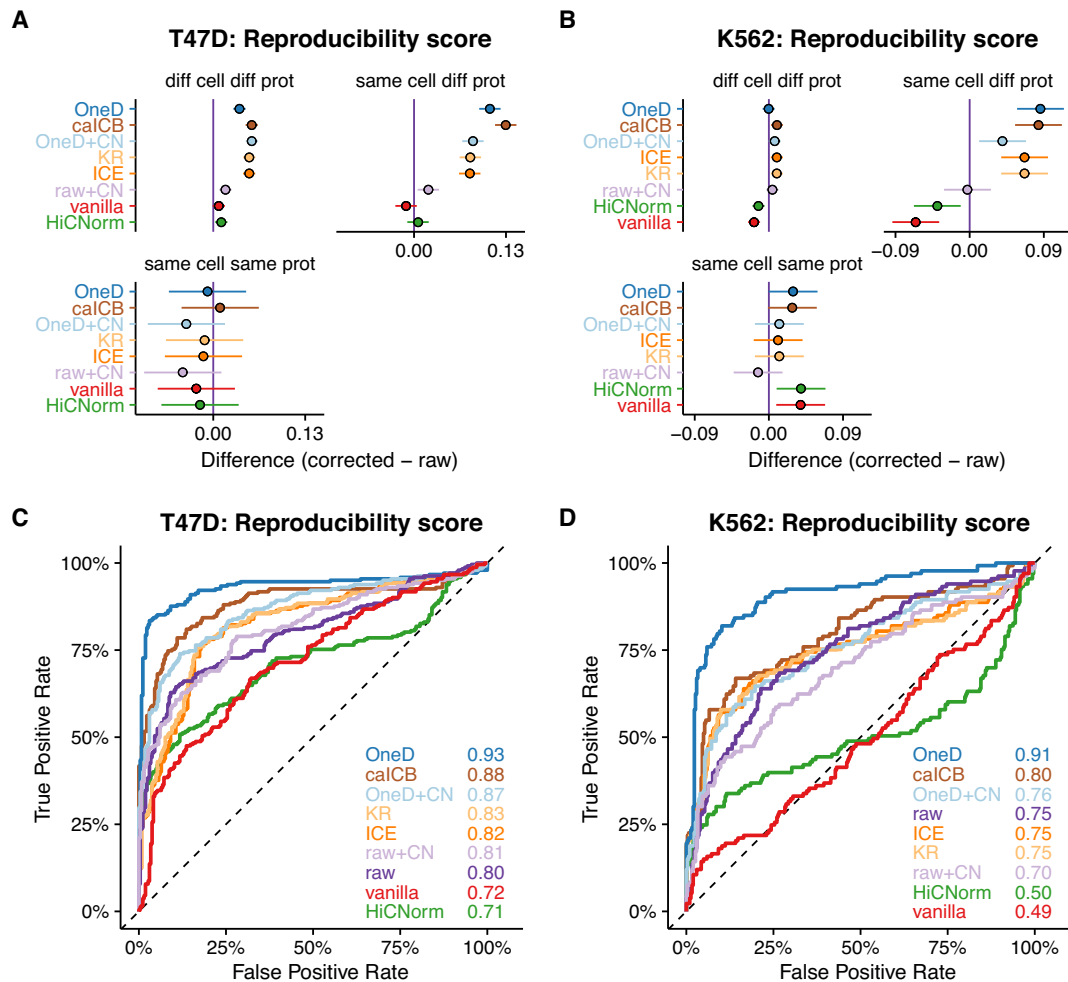 A
T47D: Reproducibility score
diff cell diff prot
same cell diff prot
OneD
caICB
OneD+CN
KR
ICE
raw+CN
vanilla
HiCNorm
0.00
0.13
same cell same prot
OneD
caICB
OneD+CN
KR
ICE
raw+CN
vanilla
HiCNorm
0.00
0.13
Difference (corrected − raw)
B
K562: Reproducibility score
diff cell diff prot
same cell diff prot
OneD
caICB
OneD+CN
ICE
KR
raw+CN
HiCNorm
vanilla
−0.09
0.00
0.09
same cell same prot
OneD
caICB
OneD+CN
ICE
KR
raw+CN
HiCNorm
vanilla
−0.09
0.00
0.09
Difference (corrected − raw)
C
T47D: Reproducibility score
True Positive Rate
100%
75%
50%
25%
0%
OneD 0.93
caICB 0.88
OneD+CN 0.87
KR 0.83
ICE 0.82
raw+CN 0.81
raw 0.80
vanilla 0.72
HiCNorm 0.71
0%
25%
50%
75%
100%
False Positive Rate
D
K562: Reproducibility score
True Positive Rate
100%
75%
50%
25%
0%
OneD 0.91
caICB 0.80
OneD+CN 0.76
raw 0.75
ICE 0.75
KR 0.75
raw+CN 0.70
HiCNorm 0.50
vanilla 0.49
0%
25%
50%
75%
100%
False Positive Rate